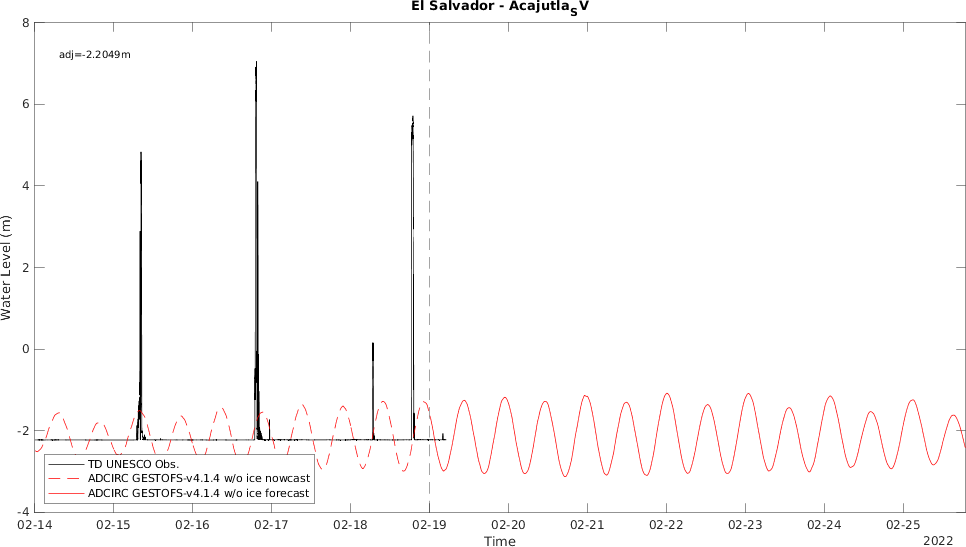 El Salvador - AcajutlaSV
adj=-2.2049m
8
6
4
2
0
-2
-4
Water Level (m)
TD UNESCO Obs.
ADCIRC GESTOFS-v4.1.4 w/o ice nowcast
ADCIRC GESTOFS-v4.1.4 w/o ice forecast
02-14 02-15 02-16 02-17 02-18 02-19 02-20 02-21 02-22 02-23 02-24 02-25
Time
2022